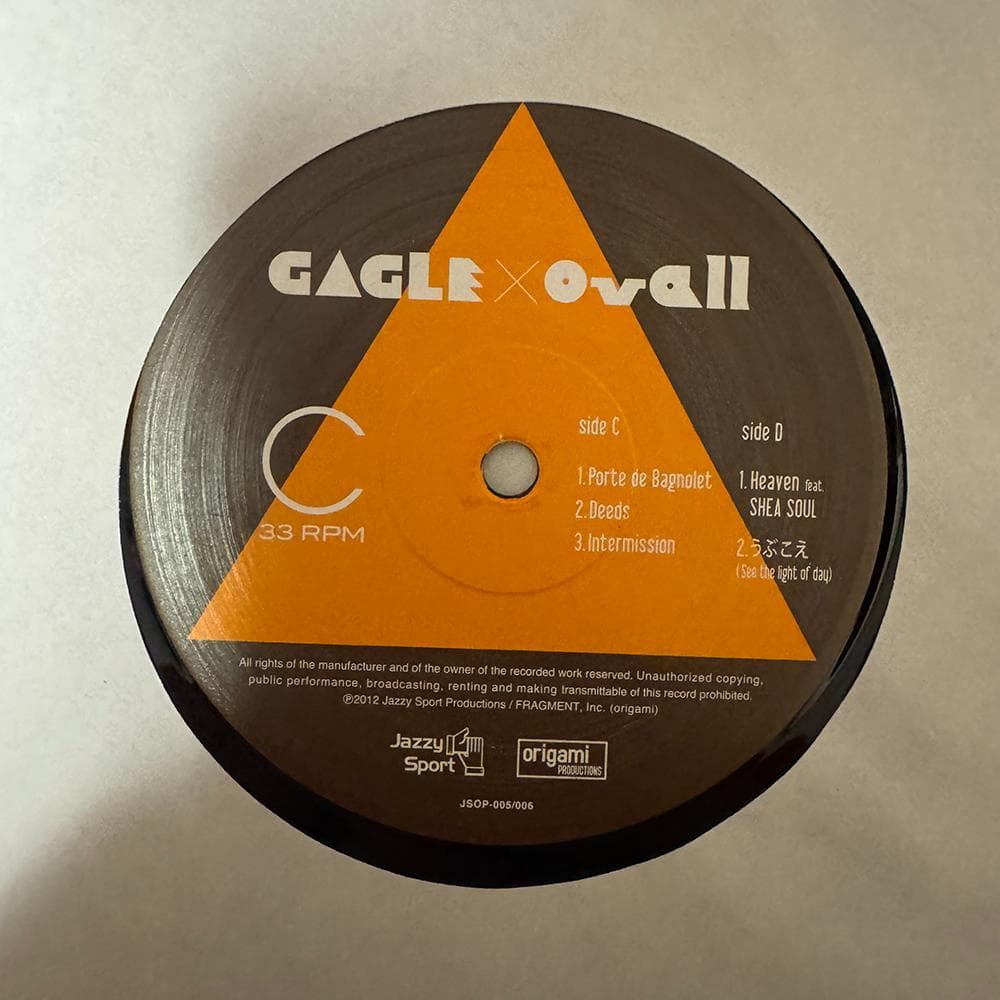 GAGLE × Ovall
C
33 RPM
side C
1.Porte de Bagnolet
2.Deeds
3.Intermission
side D
1.Heaven feat.
SHEA SOUL
2.うぶこえ
(See the light of day)
All rights of the manufacturer and of the owner of the recorded work reserved. Unauthorized copying,
public performance, broadcasting, renting and making transmittable of this record prohibited.
℗2012 Jazzy Sport Productions / FRAGMENT, Inc. (origami)
Jazzy
Sport
origami
PRODUCTIONS
JSOP-005/006